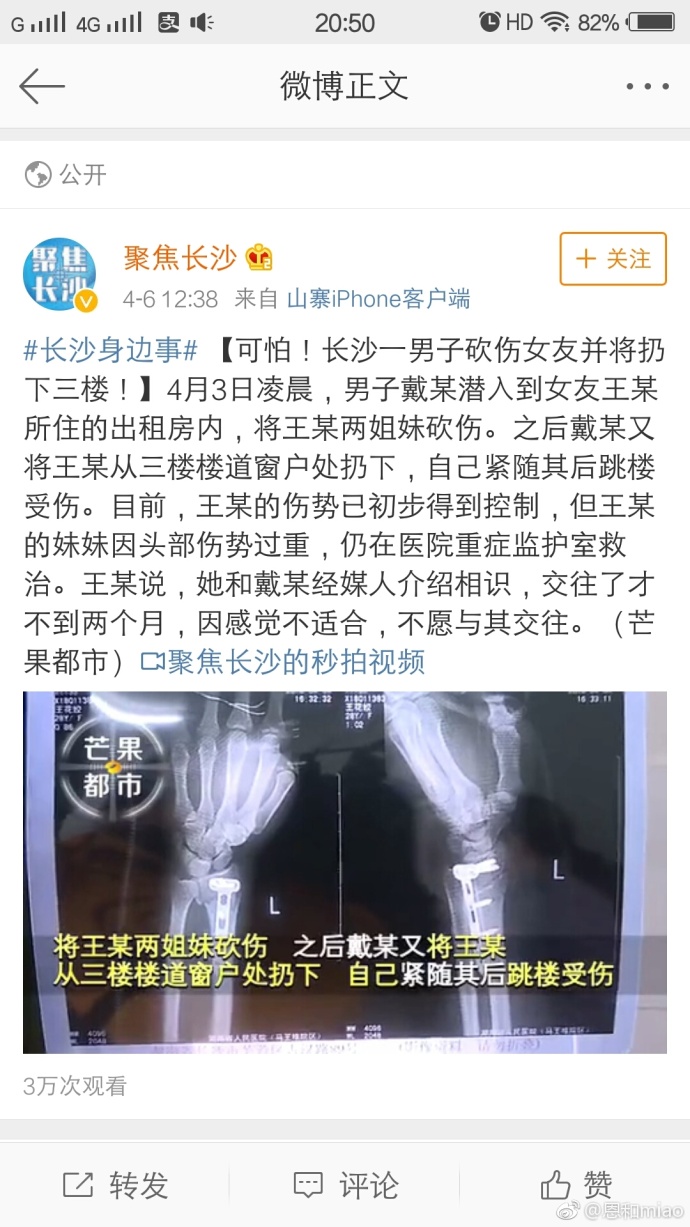 G 4G 支 20:50 HD 82%
微博正文
公开
聚焦长沙
+ 关注
4-6 12:38 来自 山寨iPhone客户端
#长沙身边事# 【可怕！长沙一男子砍伤女友并将扔
下三楼！】4月3日凌晨，男子戴某潜入到女友王某
所住的出租房内，将王某两姐妹砍伤。之后戴某又
将王某从三楼楼道窗户处扔下，自己紧随其后跳楼
受伤。目前，王某的伤势已初步得到控制，但王某
的妹妹因头部伤势过重，仍在医院重症监护室救
治。王某说，她和戴某经媒人介绍相识，交往了才
不到两个月，因感觉不适合，不愿与其交往。（芒
果都市）聚焦长沙的秒拍视频
16:32:32
16:33:11
芒果
都市
L
L
将王某两姐妹砍伤 之后戴某又将王某
从三楼楼道窗户处扔下 自己紧随其后跳楼受伤
3万次观看
转发 评论 赞
@恩和miao